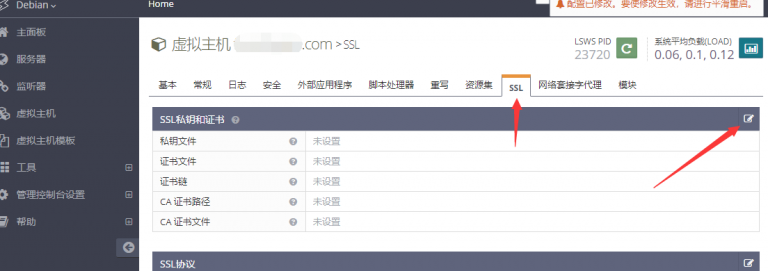 Debian
Home
配置已修改。要使修改生效，请进行平滑重启。
主面板
服务器
监听器
虚拟主机
虚拟主机模板
工具
管理控制台设置
帮助
虚拟主机 .com > SSL
LSWS PID
23720
系统平均负载(LOAD)
0.06, 0.1, 0.12
基本 常规 日志 安全 外部应用程序 脚本处理器 重写 资源集 SSL 网络套接字代理 模块
SSL私钥和证书
私钥文件 未设置
证书文件 未设置
证书链 未设置
CA 证书路径 未设置
CA 证书文件 未设置
SSL协议